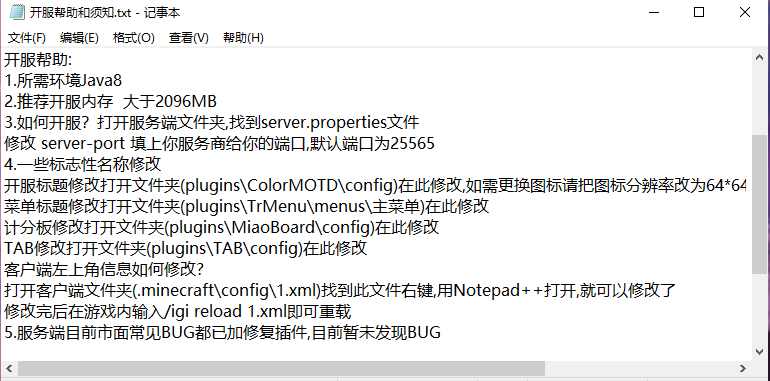 开服帮助和须知.txt - 记事本
文件(F) 编辑(E) 格式(O) 查看(V) 帮助(H)
开服帮助:
1.所需环境Java8
2.推荐开服内存 大于2096MB
3.如何开服？打开服务端文件夹,找到server.properties文件
修改 server-port 填上你服务商给你的端口,默认端口为25565
4.一些标志性名称修改
开服标题修改打开文件夹(plugins\ColorMOTD\config)在此修改,如需更换图标请把图标分辨率改为64*64
菜单标题修改打开文件夹(plugins\TrMenu\menus\主菜单)在此修改
计分板修改打开文件夹(plugins\MiaoBoard\config)在此修改
TAB修改打开文件夹(plugins\TAB\config)在此修改
客户端左上角信息如何修改?
打开客户端文件夹(.minecraft\config\1.xml)找到此文件右键,用Notepad++打开,就可以修改了
修改完后在游戏内输入/igi reload 1.xml即可重载
5.服务端目前市面常见BUG都已加修复插件,目前暂未发现BUG